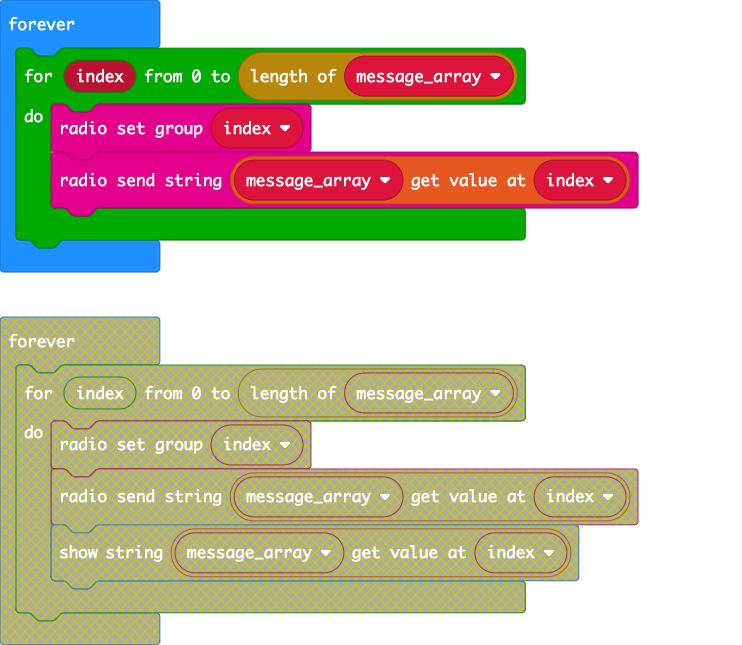 forever
for index from 0 to length of message_array
do
radio set group index
radio send string message_array get value at index
forever
for index from 0 to length of message_array
do
radio set group index
radio send string message_array get value at index
show string message_array get value at index